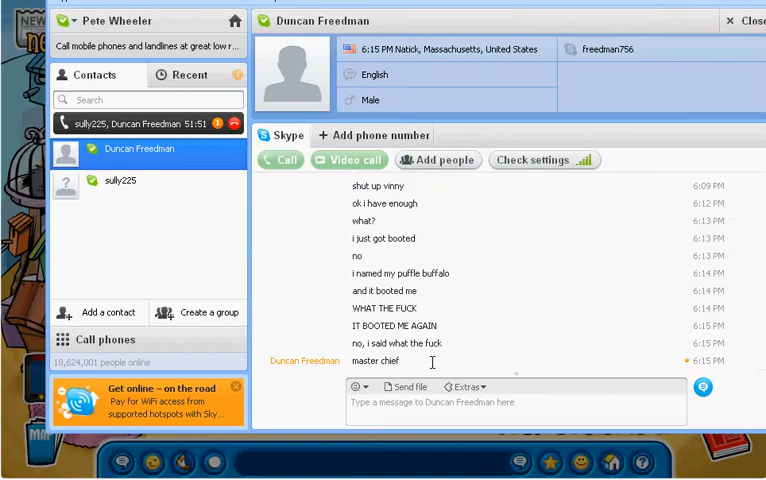 NEW
Pete Wheeler
Call mobile phones and landlines at great low r...
Contacts
Recent
Search
sully225, Duncan Freedman 51:51
1
Duncan Freedman
sully225
Add a contact
Create a group
Call phones
18,624,001 people online
Get online – on the road
Pay for WiFi access from
supported hotspots with Sky...
MAP
Duncan Freedman
Close
6:15 PM Natick, Massachusetts, United States
freedman756
English
Male
Skype
Add phone number
Call
Video call
Add people
Check settings
shut up vinny 6:09 PM
ok i have enough 6:12 PM
what? 6:13 PM
i just got booted 6:13 PM
no 6:13 PM
i named my puffle buffalo 6:14 PM
and it booted me 6:14 PM
WHAT THE FUCK 6:14 PM
IT BOOTED ME AGAIN 6:15 PM
no, i said what the fuck 6:15 PM
Duncan Freedman master chief 6:15 PM
Send file
Extras
Type a message to Duncan Freedman here